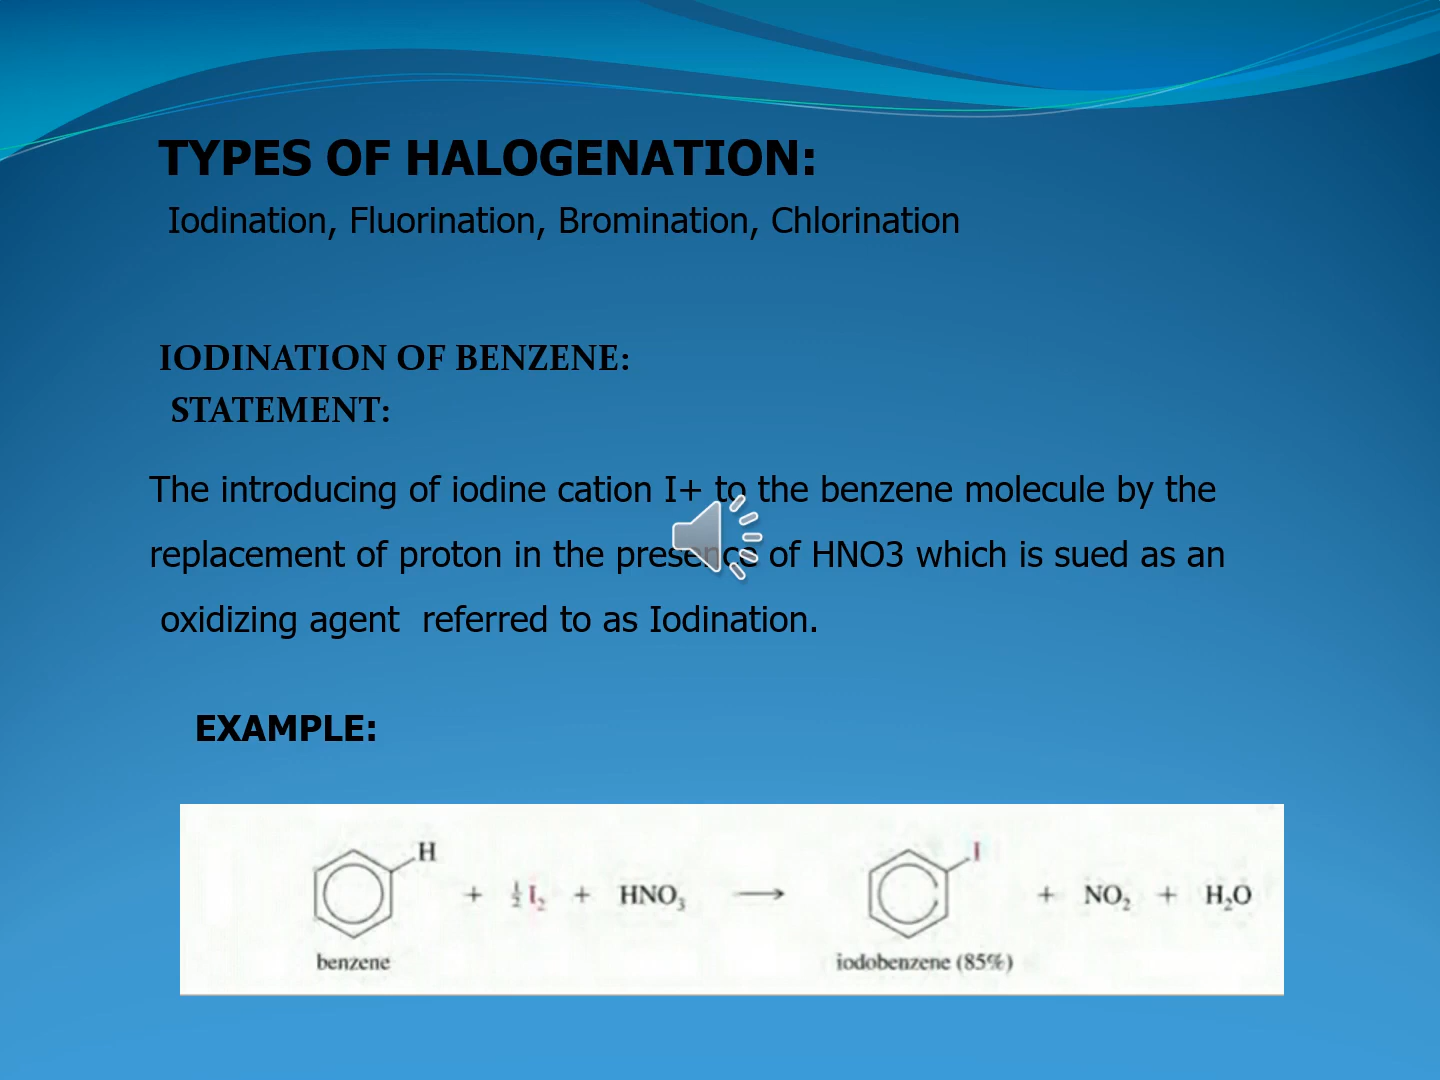 TYPES OF HALOGENATION:
Iodination, Fluorination, Bromination, Chlorination
IODINATION OF BENZENE:
STATEMENT:
The introducing of iodine cation I+ to the benzene molecule by the
replacement of proton in the presence of HNO3 which is sued as an
oxidizing agent referred to as Iodination.
EXAMPLE:
H + ½ I₂ + HNO₃ ⟶ I + NO₂ + H₂O
benzene iodobenzene (85%)